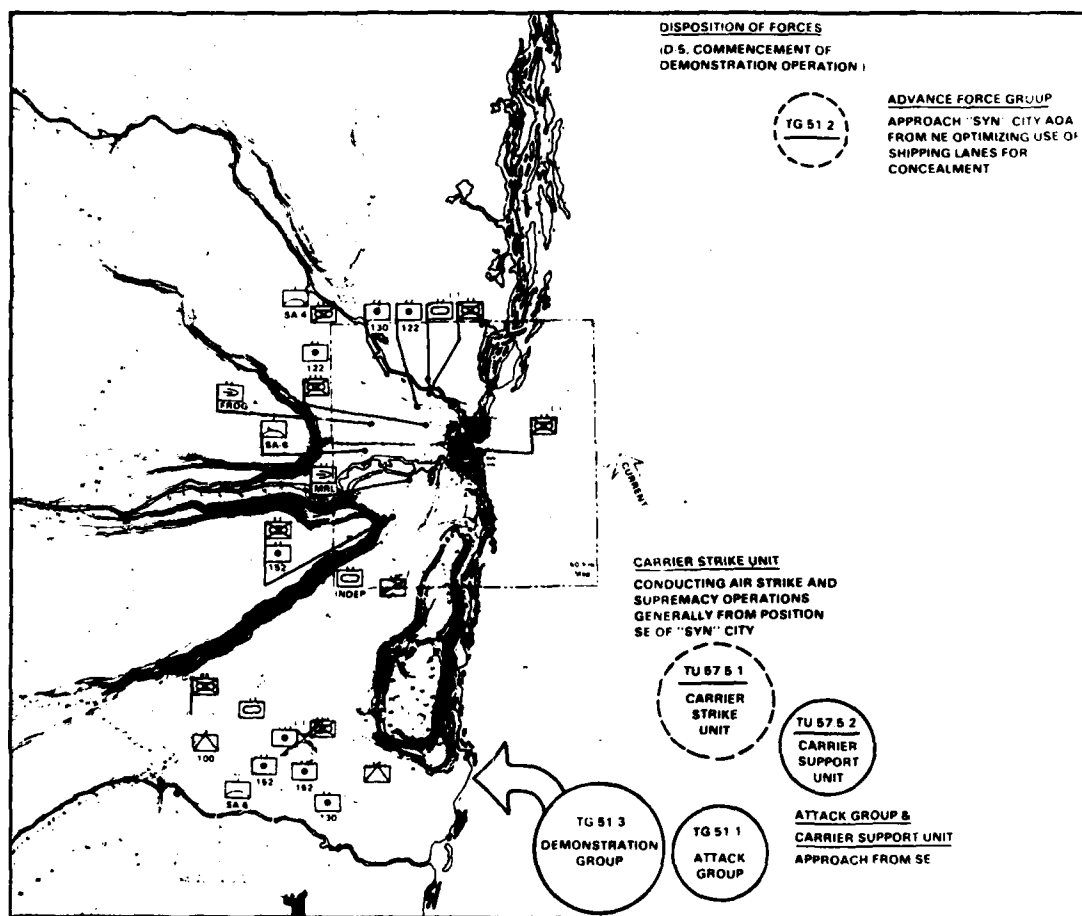 DISPOSITION OF FORCES
(D-5, COMMENCEMENT OF
DEMONSTRATION OPERATION)
TG 51 2
ADVANCE FORCE GROUP
APPROACH "SYN" CITY AOA
FROM NE OPTIMIZING USE OF
SHIPPING LANES FOR
CONCEALMENT
SA 4
130
122
122
FROG
SA 6
MRL
152
INDEP
CURRENT
CARRIER STRIKE UNIT
CONDUCTING AIR STRIKE AND
SUPREMACY OPERATIONS
GENERALLY FROM POSITION
SE OF "SYN" CITY
TU 57 5 1
CARRIER
STRIKE
UNIT
TU 57.5 2
CARRIER
SUPPORT
UNIT
100
152
152
SA 6
130
TG 51 3
DEMONSTRATION
GROUP
TG 51 1
ATTACK
GROUP
ATTACK GROUP &
CARRIER SUPPORT UNIT
APPROACH FROM SE